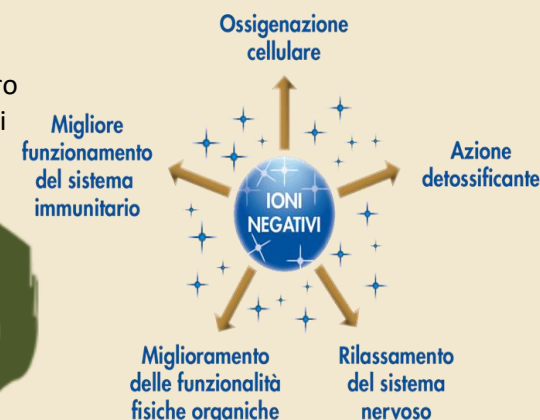 Ossigenazione
cellulare
ro
i
Migliore
funzionamento
del sistema
immunitario
Azione
detossificante
IONI
NEGATIVI
Miglioramento
delle funzionalità
fisiche organiche
Rilassamento
del sistema
nervoso